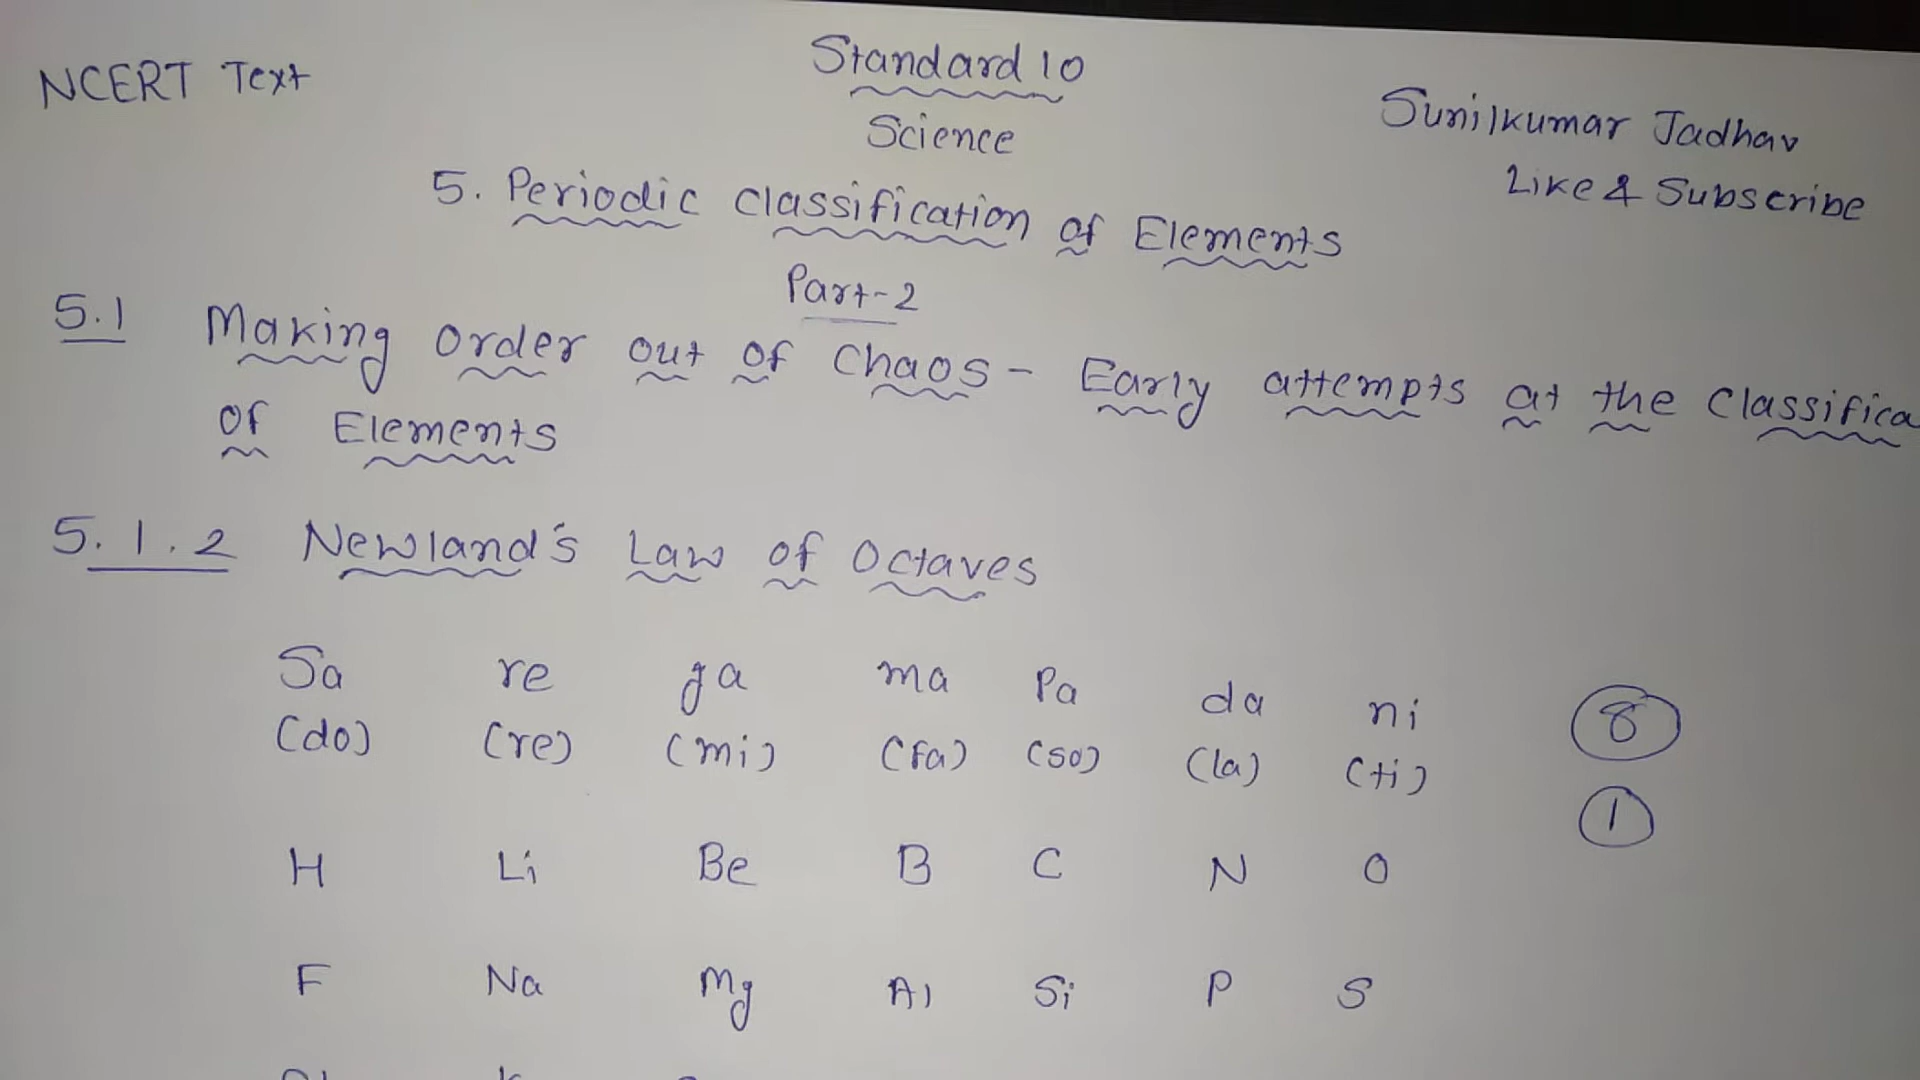 NCERT Text
Standard 10
Science
Sunilkumar Jadhav
Like & Subscribe
5. Periodic Classification of Elements
Part-2
5.1 Making Order out of Chaos - Early attempts at the Classifica
of Elements
5.1.2 Newland's Law of Octaves
Sa re ga ma Pa da ni 8
(do) (re) (mi) (fa) (so) (la) (ti) 1
H Li Be B C N O
F Na Mg Al Si P S